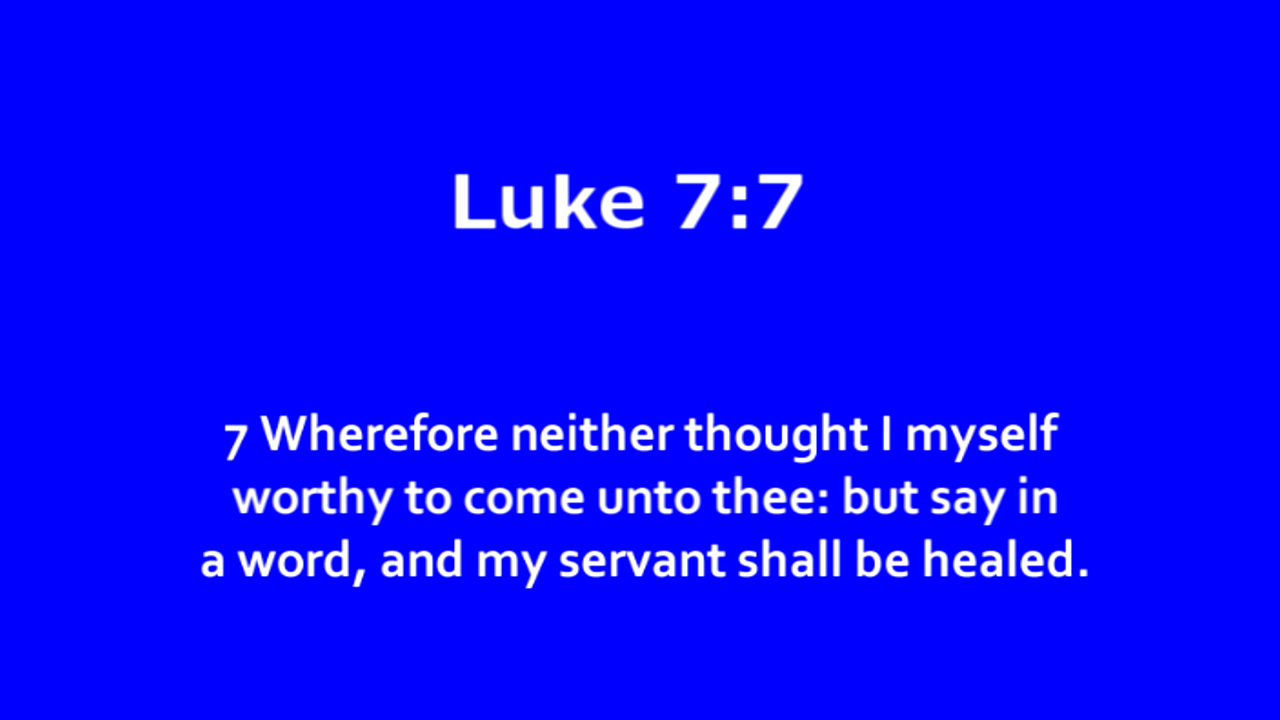 Luke 7:7
7 Wherefore neither thought I myself
worthy to come unto thee: but say in
a word, and my servant shall be healed.